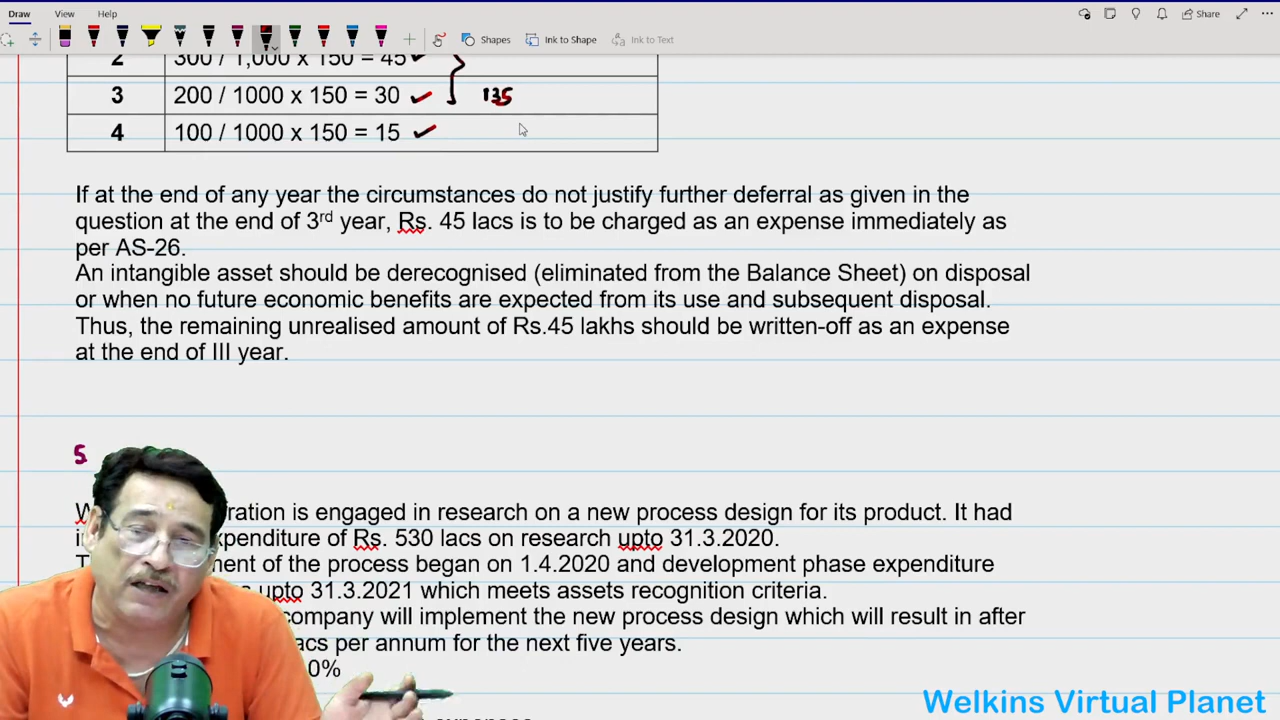 Draw View Help
Share
Shapes Ink to Shape Ink to Text
2 300 / 1,000 x 150 = 45
3 200 / 1000 x 150 = 30 135
4 100 / 1000 x 150 = 15
If at the end of any year the circumstances do not justify further deferral as given in the
question at the end of 3rd year, Rs. 45 lacs is to be charged as an expense immediately as
per AS-26.
An intangible asset should be derecognised (eliminated from the Balance Sheet) on disposal
or when no future economic benefits are expected from its use and subsequent disposal.
Thus, the remaining unrealised amount of Rs.45 lakhs should be written-off as an expense
at the end of III year.
5
ration is engaged in research on a new process design for its product. It had
penditure of Rs. 530 lacs on research upto 31.3.2020.
ment of the process began on 1.4.2020 and development phase expenditure
upto 31.3.2021 which meets assets recognition criteria.
company will implement the new process design which will result in after
acs per annum for the next five years.
0%
Welkins Virtual Planet